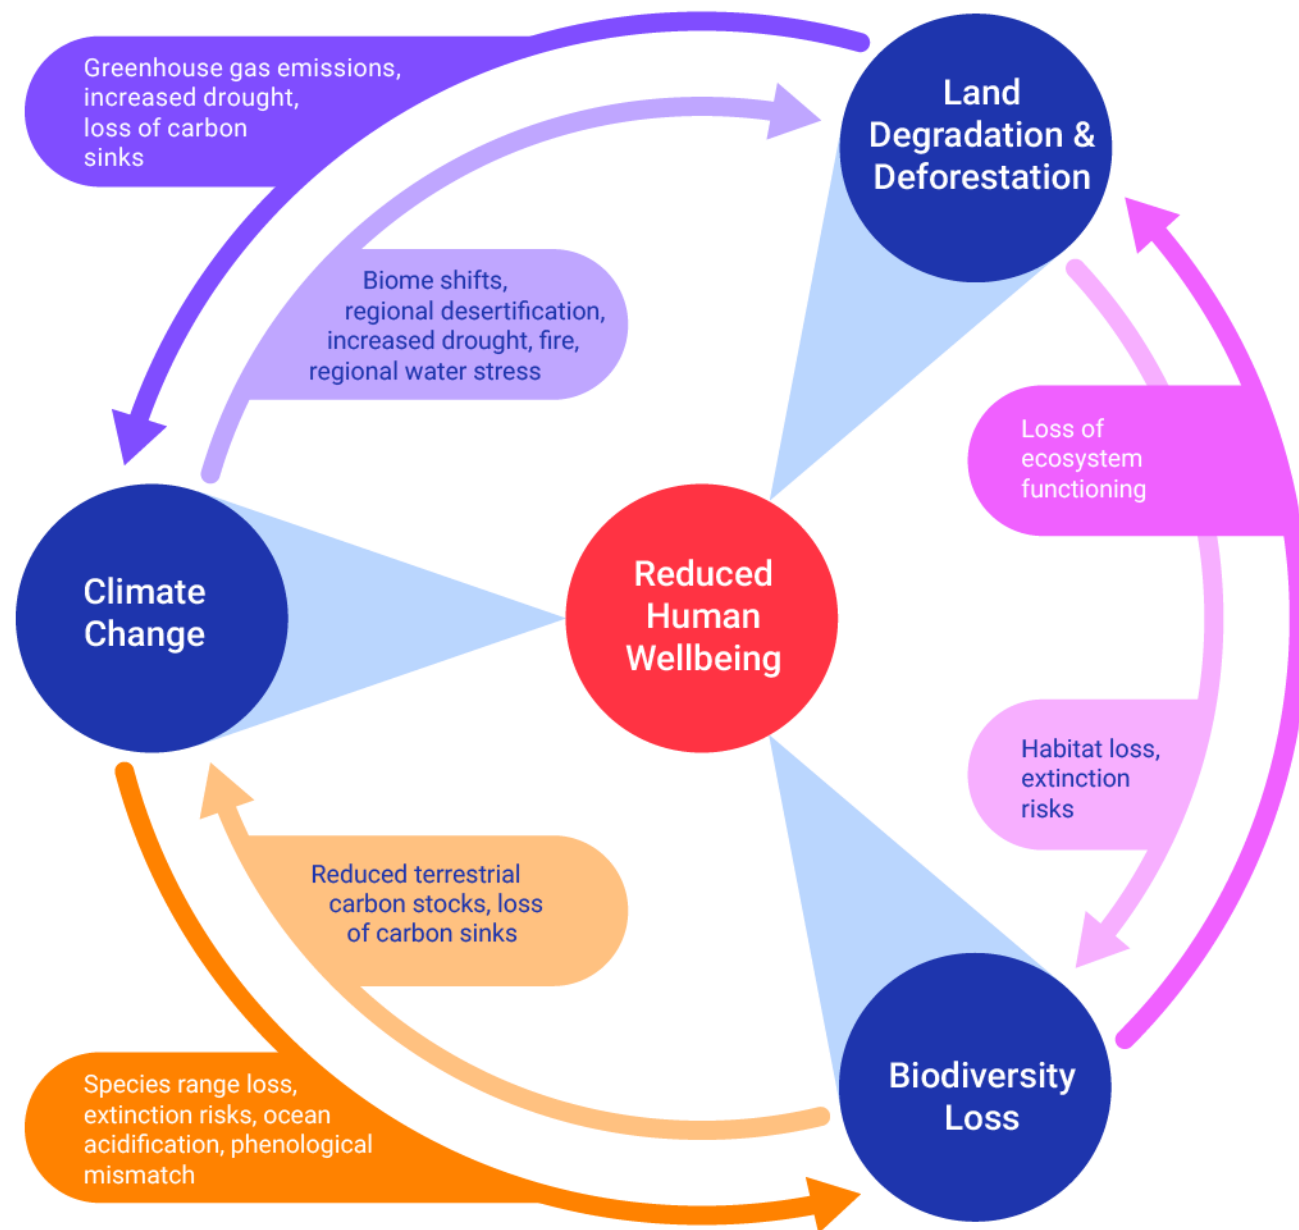 Greenhouse gas emissions,
increased drought,
loss of carbon
sinks
Land
Degradation &
Deforestation
Biome shifts,
regional desertification,
increased drought, fire,
regional water stress
Loss of
ecosystem
functioning
Climate
Change
Reduced
Human
Wellbeing
Habitat loss,
extinction
risks
Reduced terrestrial
carbon stocks, loss
of carbon sinks
Species range loss,
extinction risks, ocean
acidification, phenological
mismatch
Biodiversity
Loss